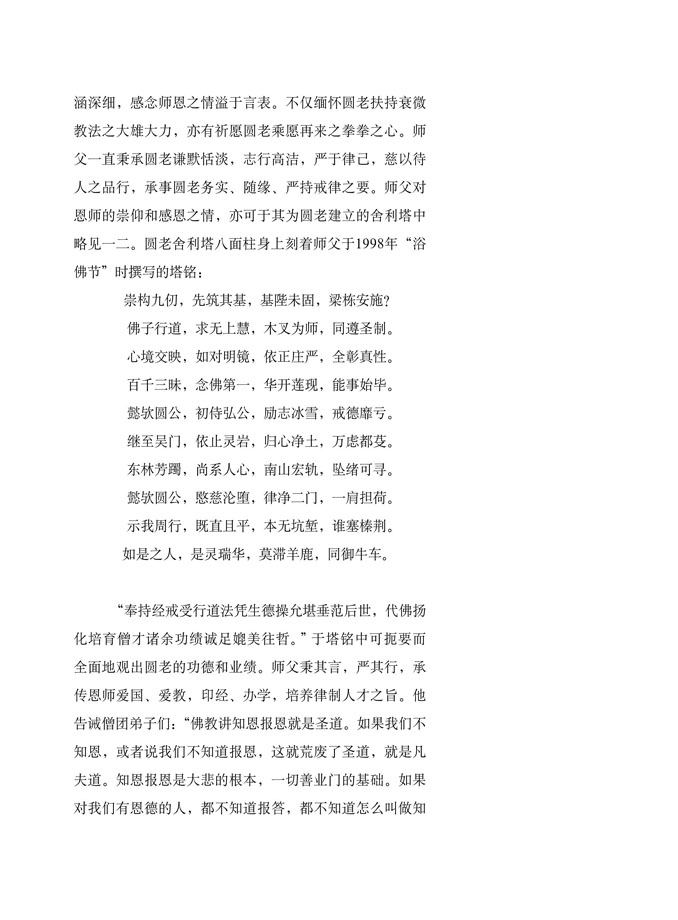 涵深细，感念师恩之情溢于言表。不仅缅怀圆老扶持衰微
教法之大雄大力，亦有祈愿圆老乘愿再来之拳拳之心。师
父一直秉承圆老谦默恬淡，志行高洁，严于律己，慈以待
人之品行，承事圆老务实、随缘、严持戒律之要。师父对
恩师的崇仰和感恩之情，亦可于其为圆老建立的舍利塔中
略见一二。圆老舍利塔八面柱身上刻着师父于1998年“浴
佛节”时撰写的塔铭：
崇构九仞，先筑其基，基陛未固，梁栋安施？
佛子行道，求无上慧，木叉为师，同遵圣制。
心境交映，如对明镜，依正庄严，全彰真性。
百千三昧，念佛第一，华开莲现，能事始毕。
懿欤圆公，初侍弘公，励志冰雪，戒德靡亏。
继至吴门，依止灵岩，归心净土，万虑都芟。
东林芳躅，尚系人心，南山宏轨，坠绪可寻。
懿欤圆公，愍慈沦堕，律净二门，一肩担荷。
示我周行，既直且平，本无坑堑，谁塞榛荆。
如是之人，是灵瑞华，莫滞羊鹿，同御牛车。
“奉持经戒受行道法凭生德操允堪垂范后世，代佛扬
化培育僧才诸余功绩诚足媲美往哲。”于塔铭中可扼要而
全面地观出圆老的功德和业绩。师父秉其言，严其行，承
传恩师爱国、爱教，印经、办学，培养律制人才之旨。他
告诫僧团弟子们：“佛教讲知恩报恩就是圣道。如果我们不
知恩，或者说我们不知道报恩，这就荒废了圣道，就是凡
夫道。知恩报恩是大悲的根本，一切善业门的基础。如果
对我们有恩德的人，都不知道报答，都不知道怎么叫做知